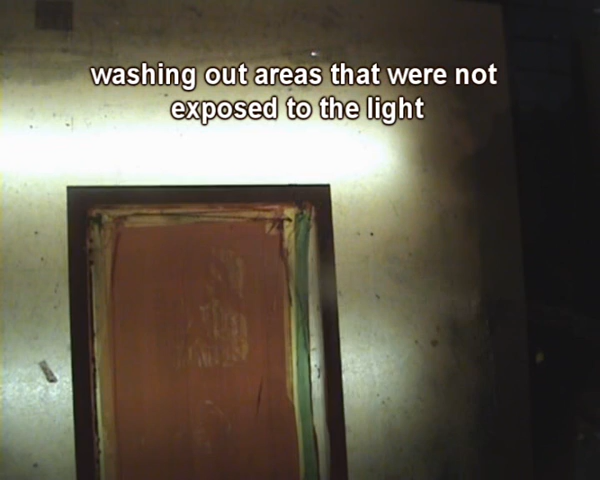 washing out areas that were not
exposed to the light